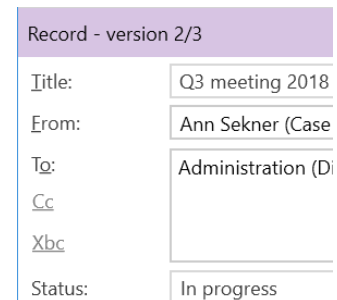 Record - version 2/3
Title: Q3 meeting 2018
From: Ann Sekner (Case
To: Administration (Di
Cc
Xbc
Status: In progress